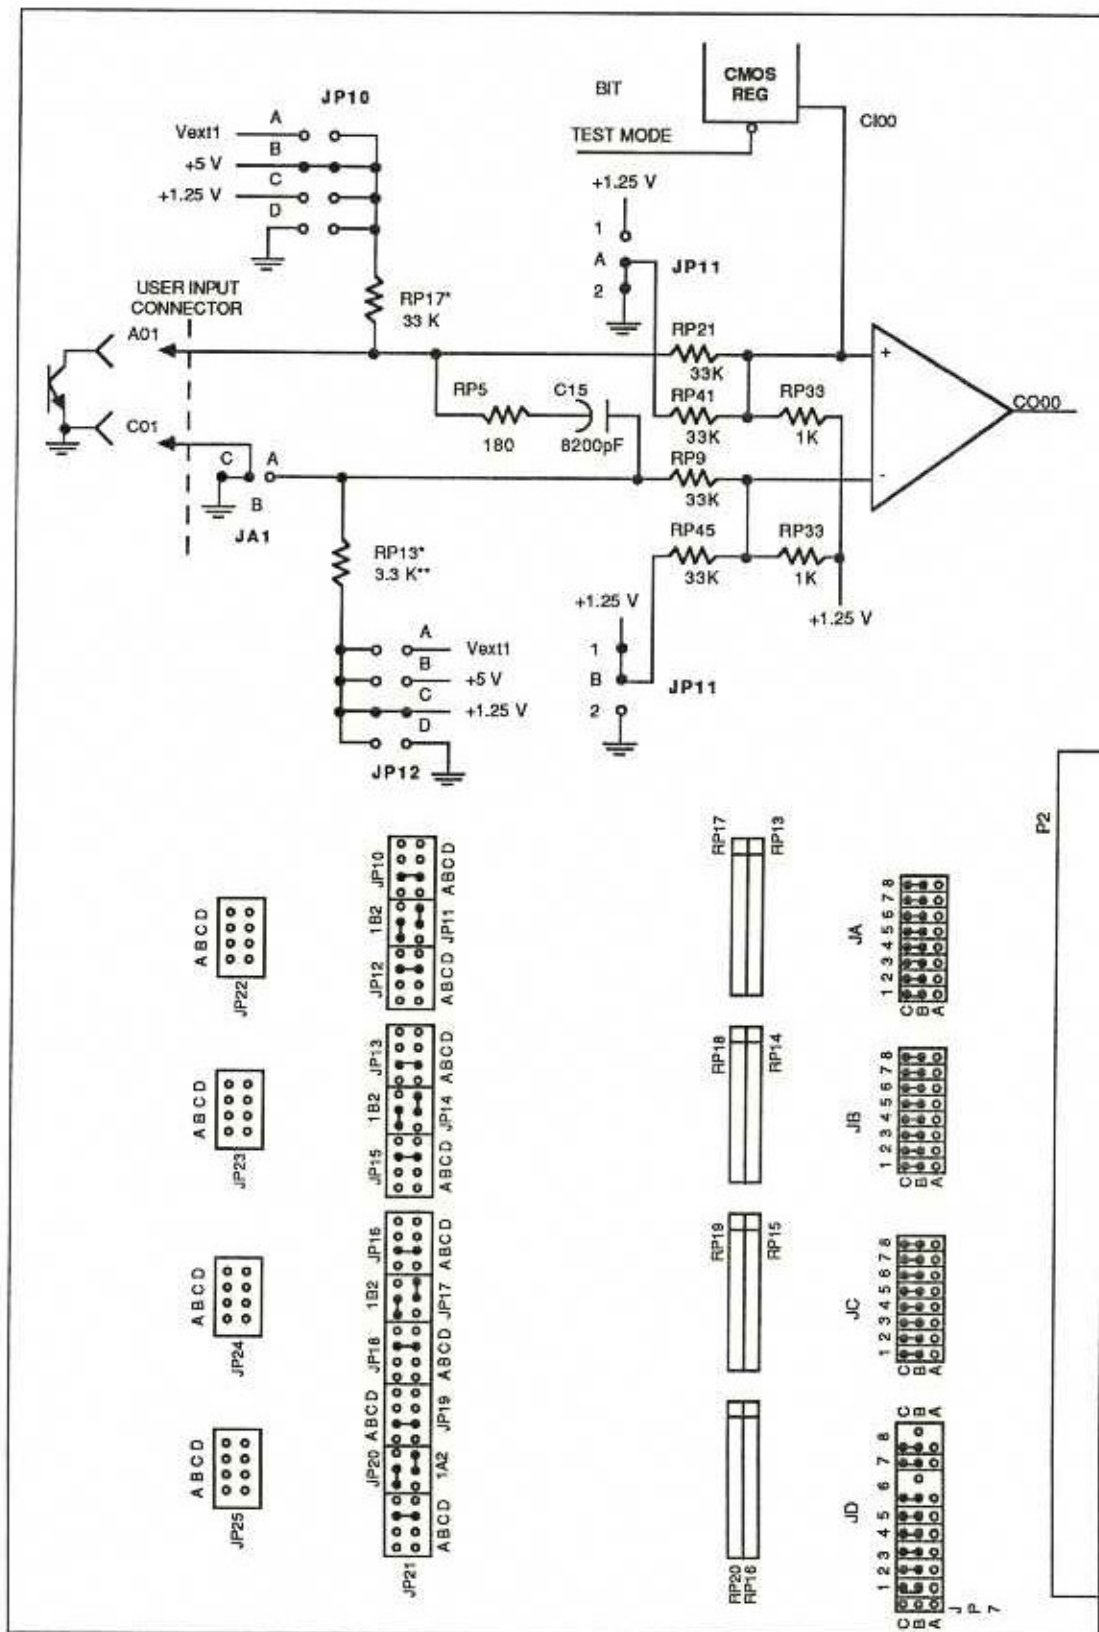 JP10
A
Vext1
B
+5 V
C
+1.25 V
D
BIT
CMOS
REG
TEST MODE
CI00
+1.25 V
1
A
JP11
2
USER INPUT
CONNECTOR
RP17*
33 K
A01
RP21
33K
+
RP5
C15
RP41
RP33
CO00
180
8200pF
33K
1K
C01
RP9
C
A
33K
-
B
JA1
RP45
RP33
RP13*
3.3 K**
33K
1K
+1.25 V
+1.25 V
A
Vext1
B
+5 V
C
+1.25 V
D
JP12
1
B
JP11
2
P2
JP10
ABCD
1B2
JP11
JP12
ABCD
JP13
ABCD
1B2
JP14
JP15
ABCD
JP16
ABCD
1B2
JP17
JP18
ABCD
ABCD
JP19
JP20
1A2
ABCD
JP21
ABCD
JP22
ABCD
JP23
ABCD
JP24
ABCD
JP25
RP17
RP13
RP18
RP14
RP19
RP15
RP20
RP16
JA
1 2 3 4 5 6 7 8
C B A
JB
1 2 3 4 5 6 7 8
C B A
JC
1 2 3 4 5 6 7 8
C B A
C B A
JD
1 2 3 4 5 6 7 8
C B A
J P 7